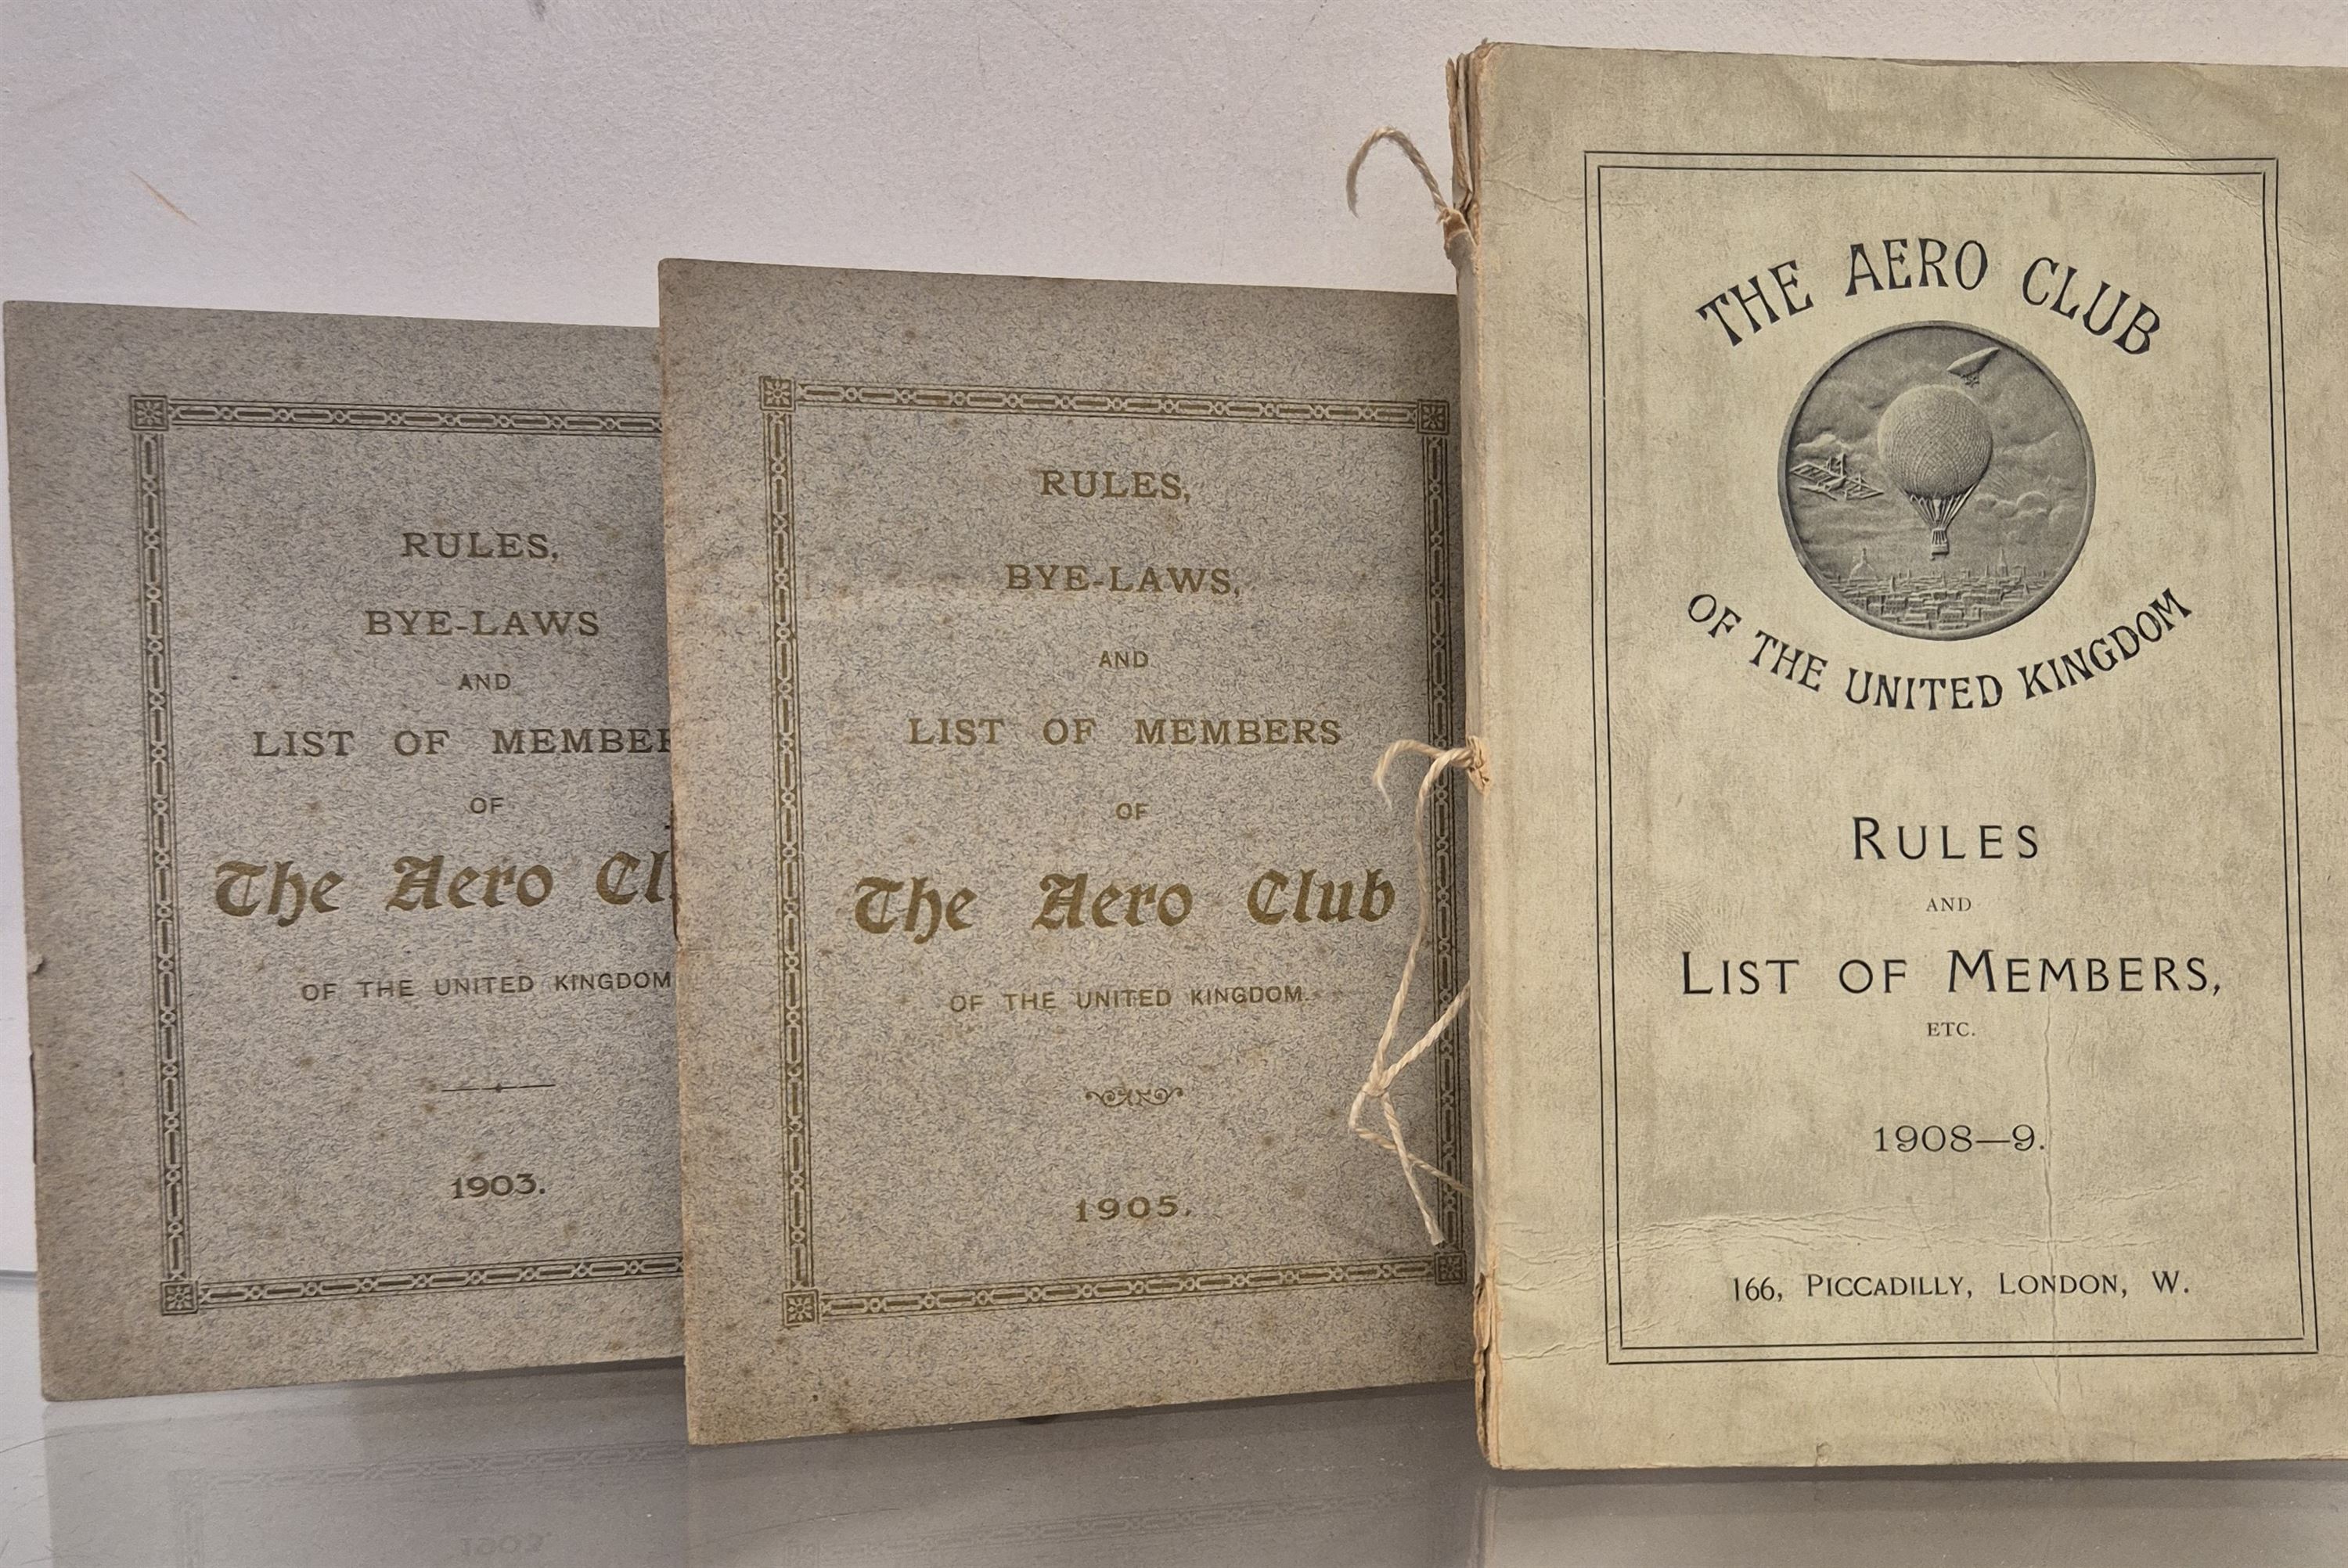 RULES,
BYE-LAWS
AND
LIST OF MEMBER
OF
The Aero Cl
OF THE UNITED KINGDOM
1903.
RULES,
BYE-LAWS,
AND
LIST OF MEMBERS
OF
The Aero Club
OF THE UNITED KINGDOM.
1905.
THE AERO CLUB
OF THE UNITED KINGDOM
RULES
AND
LIST OF MEMBERS,
ETC.
1908—9.
166, PICCADILLY, LONDON, W.